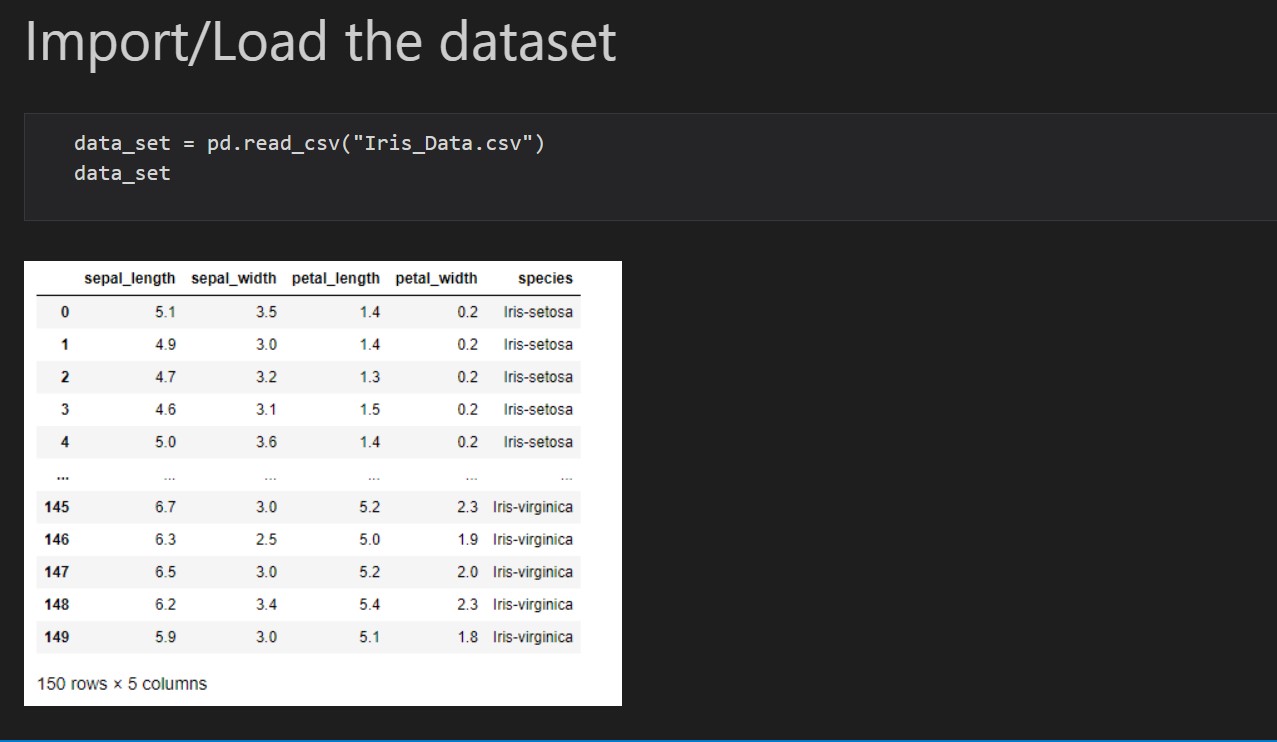 Import/Load the dataset
data_set = pd.read_csv("Iris_Data.csv")
data_set
sepal_length sepal_width petal_length petal_width species
0 5.1 3.5 1.4 0.2 Iris-setosa
1 4.9 3.0 1.4 0.2 Iris-setosa
2 4.7 3.2 1.3 0.2 Iris-setosa
3 4.6 3.1 1.5 0.2 Iris-setosa
4 5.0 3.6 1.4 0.2 Iris-setosa
... ... ... ... ... ...
145 6.7 3.0 5.2 2.3 Iris-virginica
146 6.3 2.5 5.0 1.9 Iris-virginica
147 6.5 3.0 5.2 2.0 Iris-virginica
148 6.2 3.4 5.4 2.3 Iris-virginica
149 5.9 3.0 5.1 1.8 Iris-virginica
150 rows × 5 columns